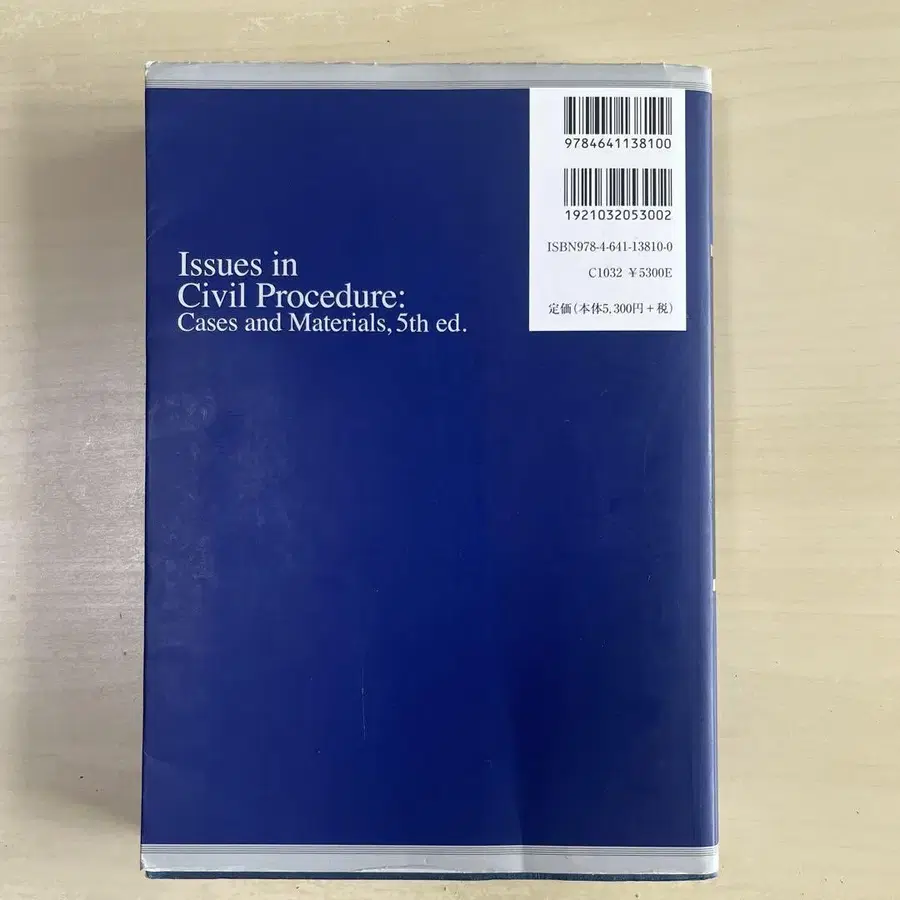 9784641138100
1921032053002
ISBN978-4-641-13810-0
C1032 ¥5300E
定価(本体5,300円+税)
Issues in
Civil Procedure:
Cases and Materials, 5th ed.